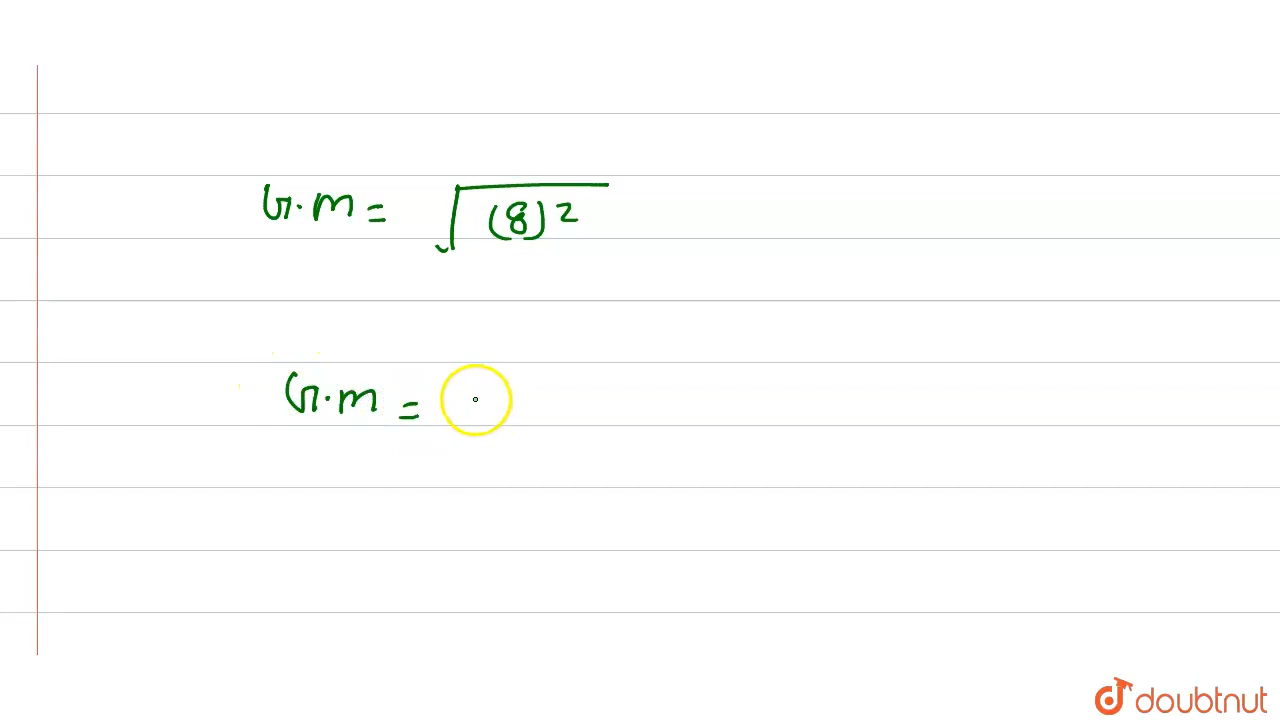 G.m = √(8)²
G.m =
doubtnut